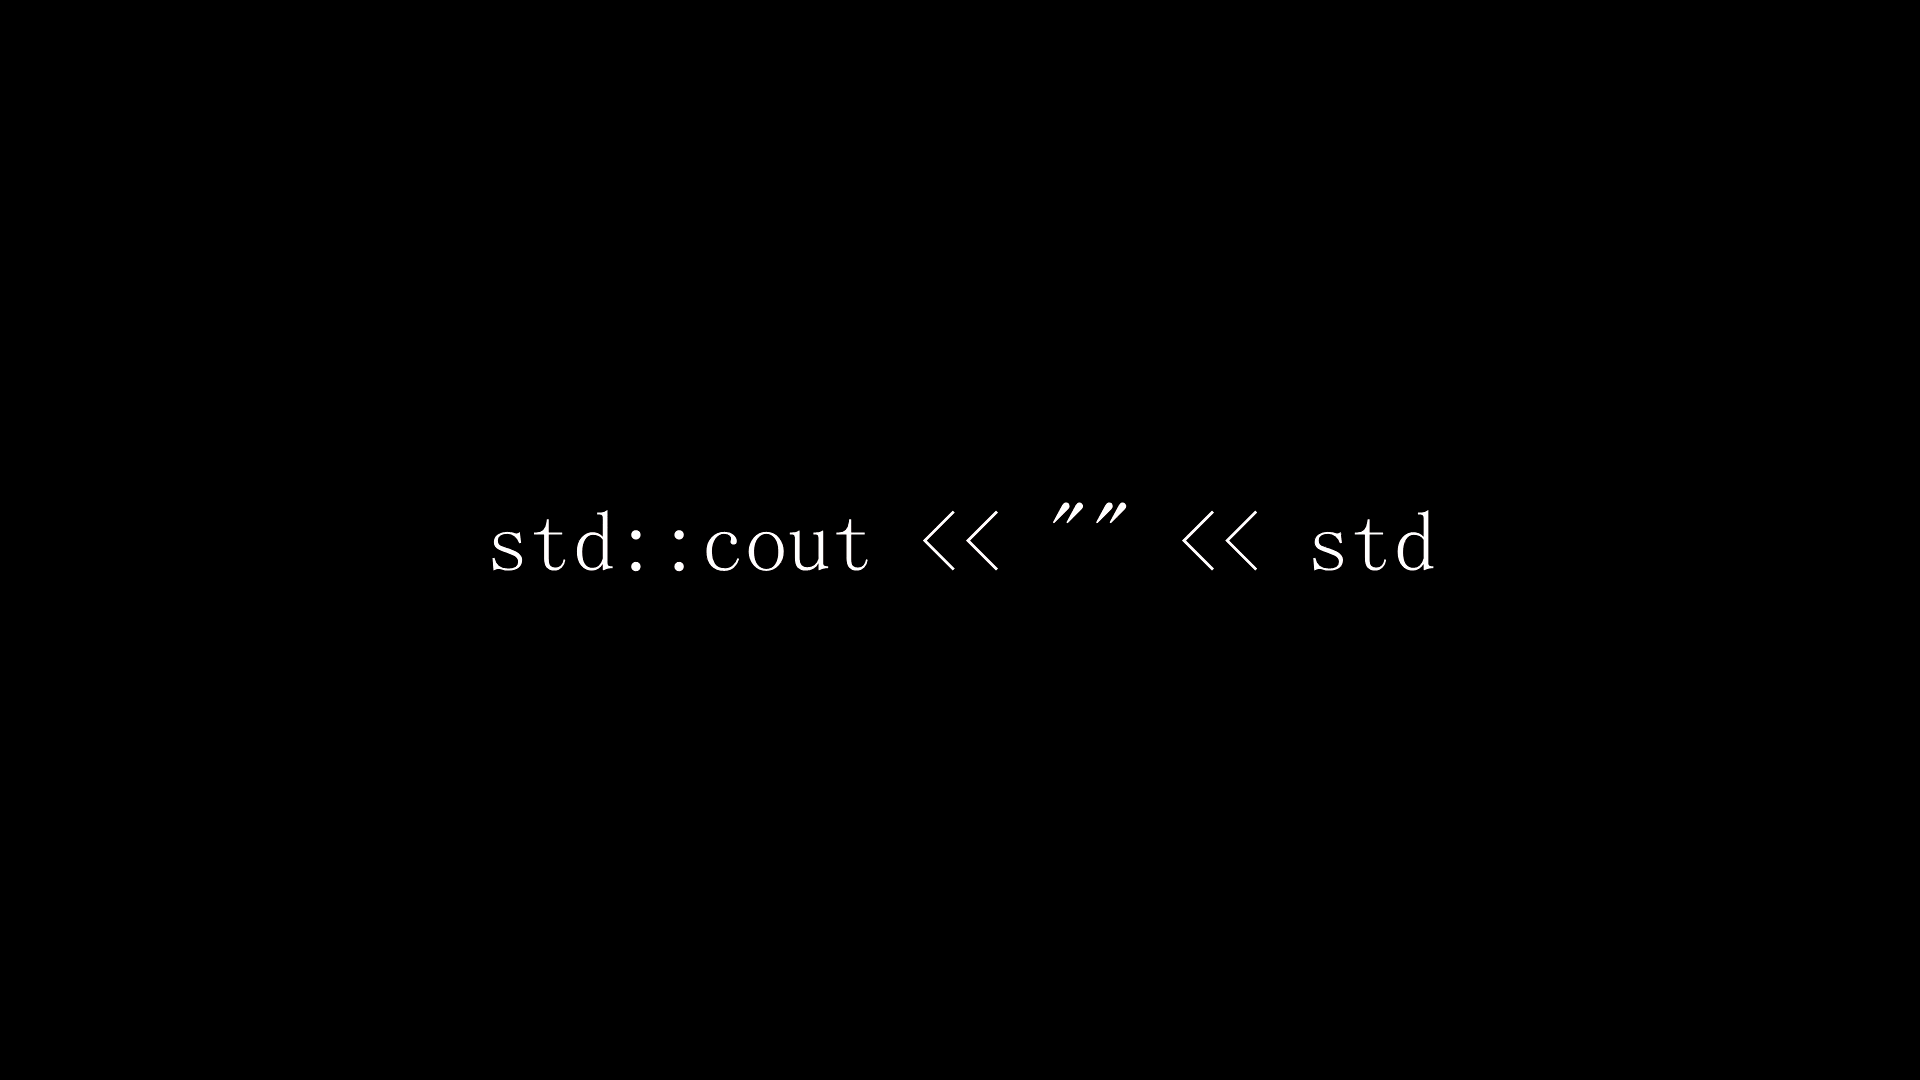 std::cout << "" << std